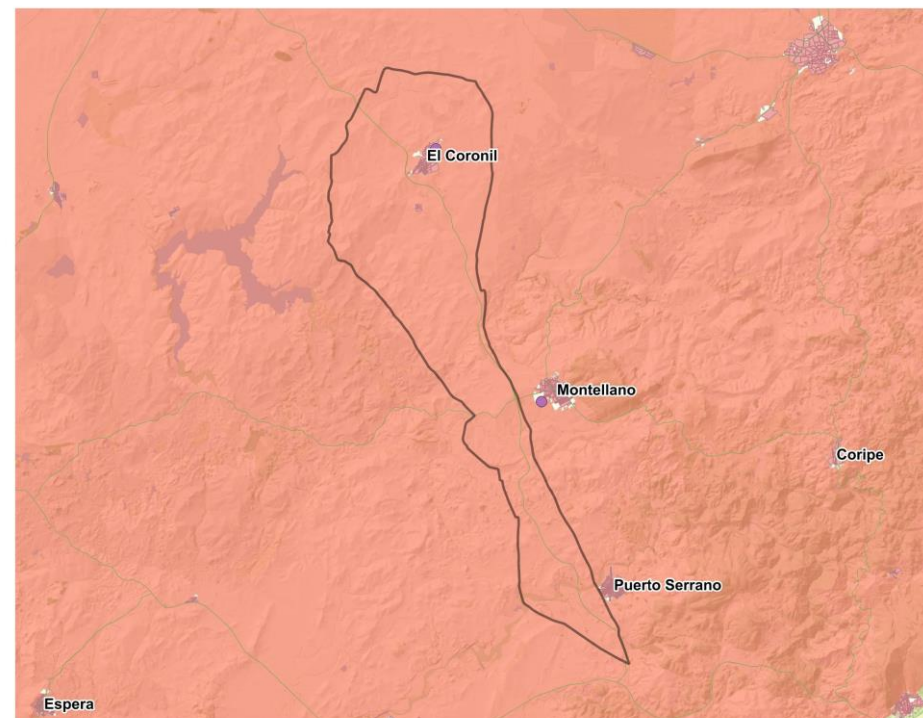 El Coronil
Montellano
Coripe
Puerto Serrano
Espera